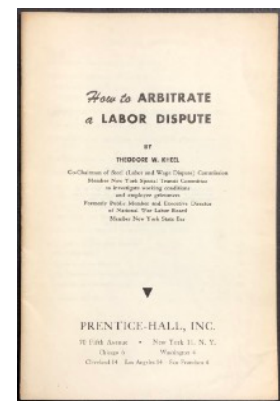 How to ARBITRATE
a LABOR DISPUTE
BY
THEODORE W. KHEEL
Co-Chairman of Steel (Labor and Wage Dispute) Commission
Member New York Special Transit Committee
to investigate working conditions
and employee grievances
Formerly Public Member and Executive Director
of National War Labor Board
Member New York State Bar
PRENTICE-HALL, INC.
70 Fifth Avenue • New York 11, N. Y.
Chicago 6 Washington 4
Cleveland 14 Los Angeles 14 San Francisco 4